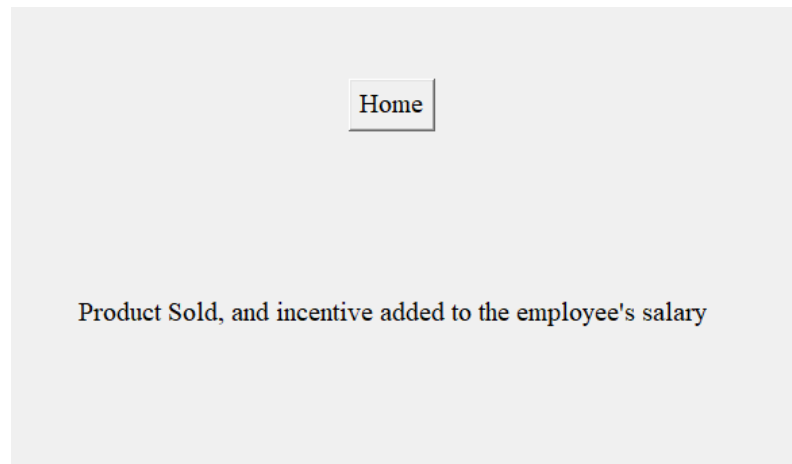 Home
Product Sold, and incentive added to the employee's salary